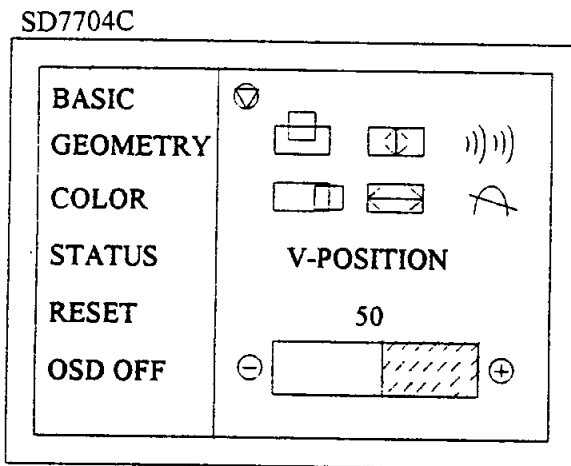 SD7704C
BASIC
GEOMETRY
COLOR
STATUS
V-POSITION
RESET
50
OSD OFF